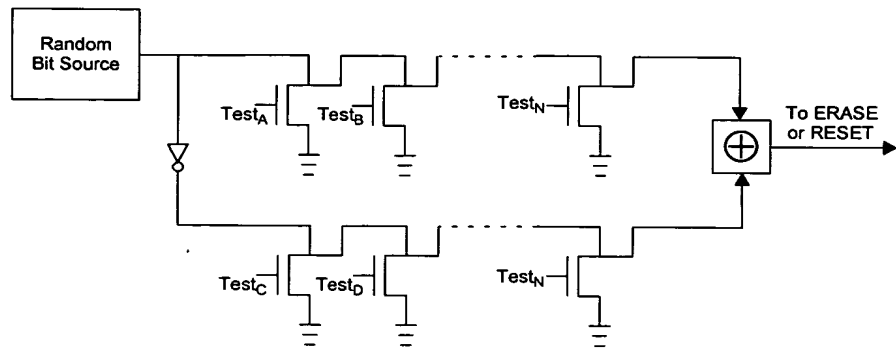 Random
Bit Source
Test_A
Test_B
Test_N
To ERASE
or RESET
Test_C
Test_D
Test_N